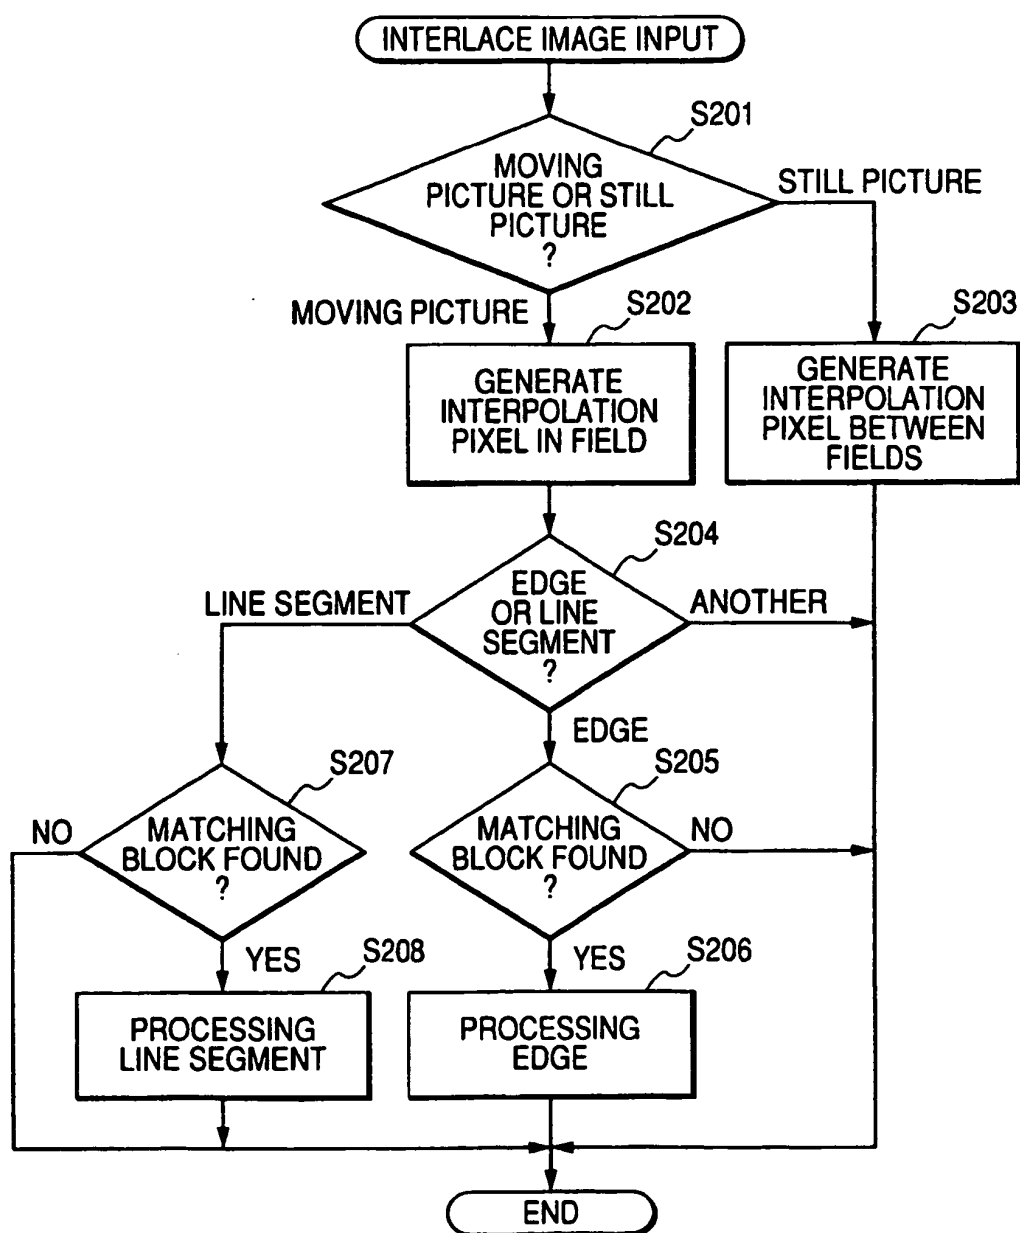 INTERLACE IMAGE INPUT
S201
MOVING
PICTURE OR STILL
PICTURE
?
STILL PICTURE
MOVING PICTURE
S202
S203
GENERATE
INTERPOLATION
PIXEL IN FIELD
GENERATE
INTERPOLATION
PIXEL BETWEEN
FIELDS
S204
EDGE
OR LINE
SEGMENT
?
LINE SEGMENT
ANOTHER
EDGE
S207
S205
MATCHING
BLOCK FOUND
?
NO
MATCHING
BLOCK FOUND
?
NO
YES
S208
YES
S206
PROCESSING
LINE SEGMENT
PROCESSING
EDGE
END